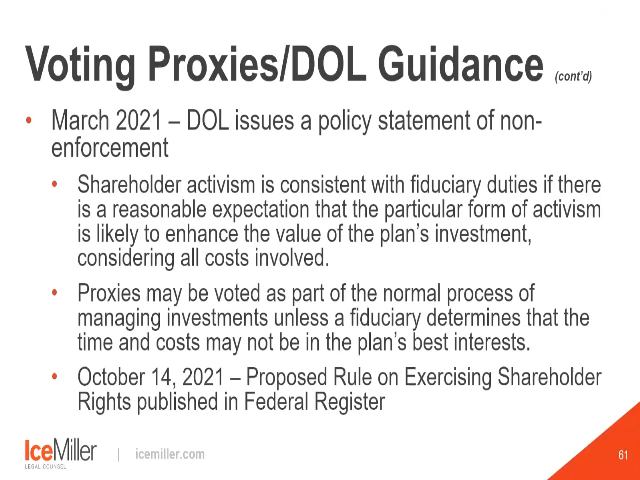 Voting Proxies/DOL Guidance (cont'd)
• March 2021 – DOL issues a policy statement of non-
enforcement
• Shareholder activism is consistent with fiduciary duties if there
is a reasonable expectation that the particular form of activism
is likely to enhance the value of the plan's investment,
considering all costs involved.
• Proxies may be voted as part of the normal process of
managing investments unless a fiduciary determines that the
time and costs may not be in the plan's best interests.
• October 14, 2021 – Proposed Rule on Exercising Shareholder
Rights published in Federal Register
IceMiller | icemiller.com 61
LEGAL COUNSEL